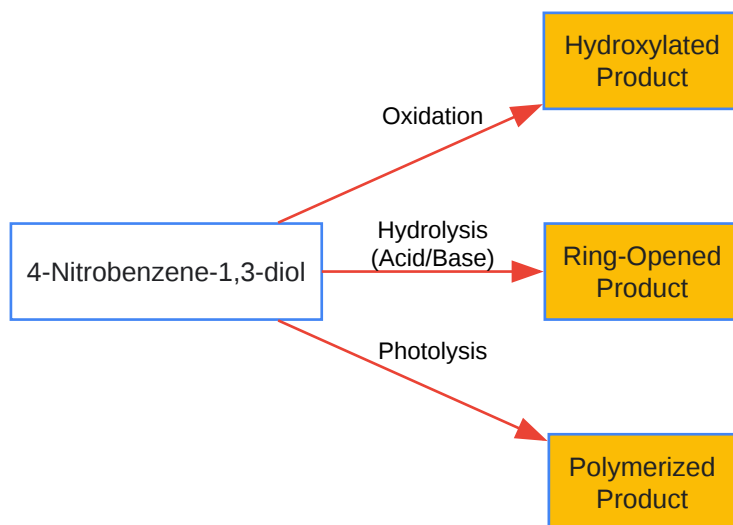 Hydroxylated
Product
Oxidation
Hydrolysis
(Acid/Base)
4-Nitrobenzene-1,3-diol
Ring-Opened
Product
Photolysis
Polymerized
Product